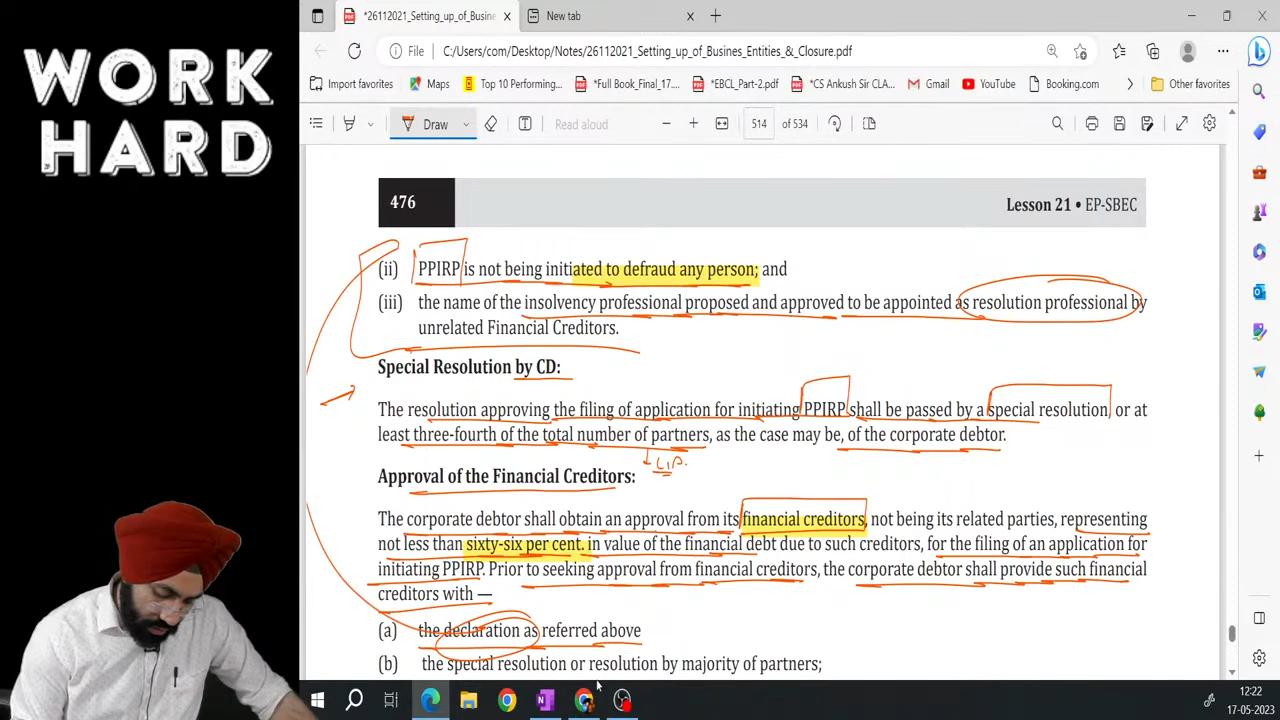 WORK
HARD
*26112021_Setting_up_of_Busines
New tab
File
C:/Users/com/Desktop/Notes/26112021_Setting_up_of_Busines_Entities_&_Closure.pdf
Import favorites
Maps
Top 10 Performing...
*Full Book_Final_17....
*EBCL_Part-2.pdf
*CS Ankush Sir CLA...
Gmail
YouTube
Booking.com
Other favorites
Draw
Read aloud
514
of 534
476
Lesson 21 • EP-SBEC
(ii) PPIRP is not being initiated to defraud any person; and
(iii) the name of the insolvency professional proposed and approved to be appointed as resolution professional by
unrelated Financial Creditors.
Special Resolution by CD:
The resolution approving the filing of application for initiating PPIRP shall be passed by a special resolution, or at
least three-fourth of the total number of partners, as the case may be, of the corporate debtor.
Approval of the Financial Creditors:
The corporate debtor shall obtain an approval from its financial creditors, not being its related parties, representing
not less than sixty-six per cent. in value of the financial debt due to such creditors, for the filing of an application for
initiating PPIRP. Prior to seeking approval from financial creditors, the corporate debtor shall provide such financial
creditors with —
(a) the declaration as referred above
(b) the special resolution or resolution by majority of partners;
12:22
17-05-2023